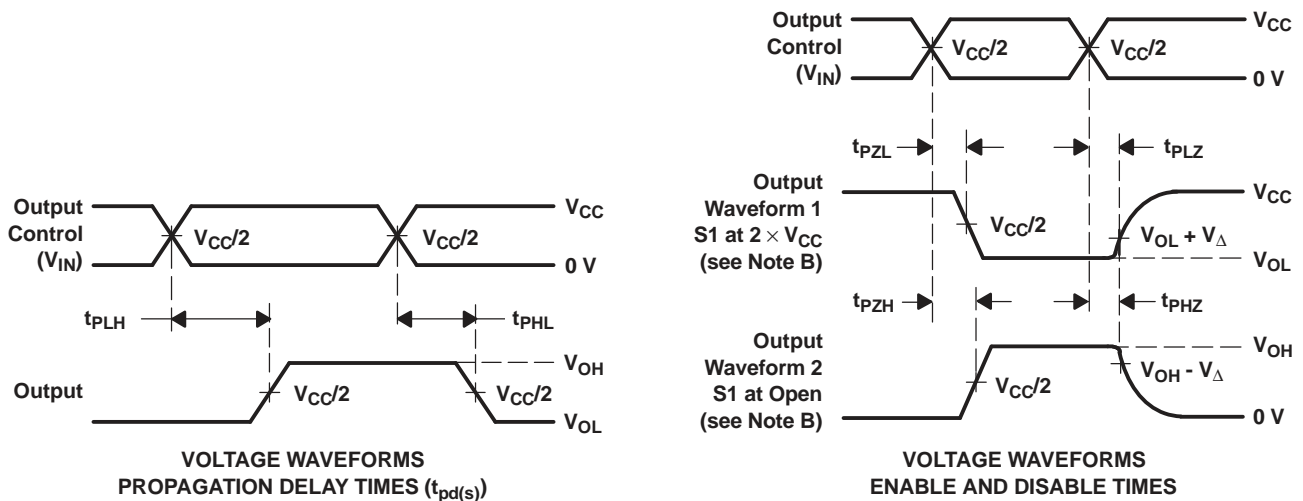 Output
Control
(VIN)
VCC/2
VCC/2
VCC
0 V
tPLH
tPHL
Output
VCC/2
VCC/2
VOH
VOL
VOLTAGE WAVEFORMS
PROPAGATION DELAY TIMES (tpd(s))
Output
Control
(VIN)
VCC/2
VCC/2
VCC
0 V
tPZL
tPLZ
Output
Waveform 1
S1 at 2 × VCC
(see Note B)
VCC/2
VCC
VOL + VΔ
VOL
tPZH
tPHZ
Output
Waveform 2
S1 at Open
(see Note B)
VCC/2
VOH
VOH - VΔ
0 V
VOLTAGE WAVEFORMS
ENABLE AND DISABLE TIMES